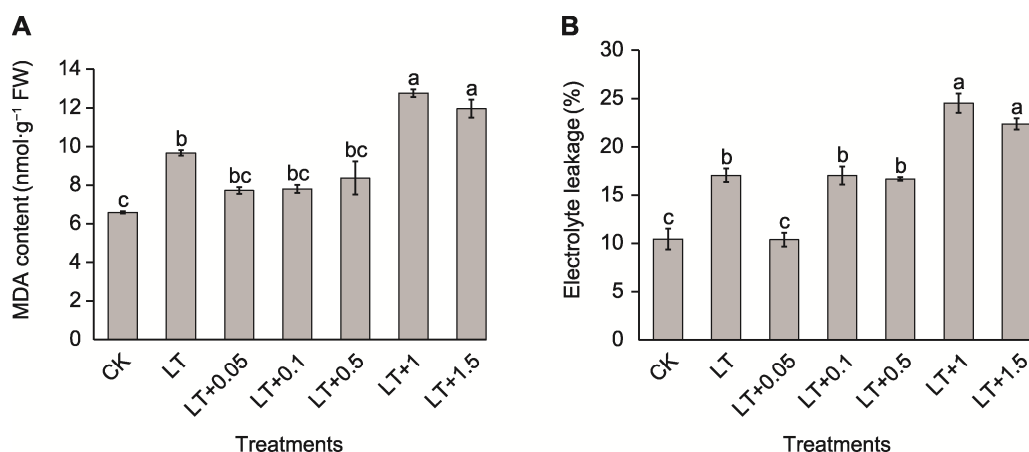 A
MDA content (nmol·g⁻¹ FW)
14
12
10
8
6
4
2
0
c
b
bc
bc
bc
a
a
CK
LT
LT+0.05
LT+0.1
LT+0.5
LT+1
LT+1.5
Treatments
B
Electrolyte leakage (%)
30
25
20
15
10
5
0
c
b
c
b
b
a
a
CK
LT
LT+0.05
LT+0.1
LT+0.5
LT+1
LT+1.5
Treatments